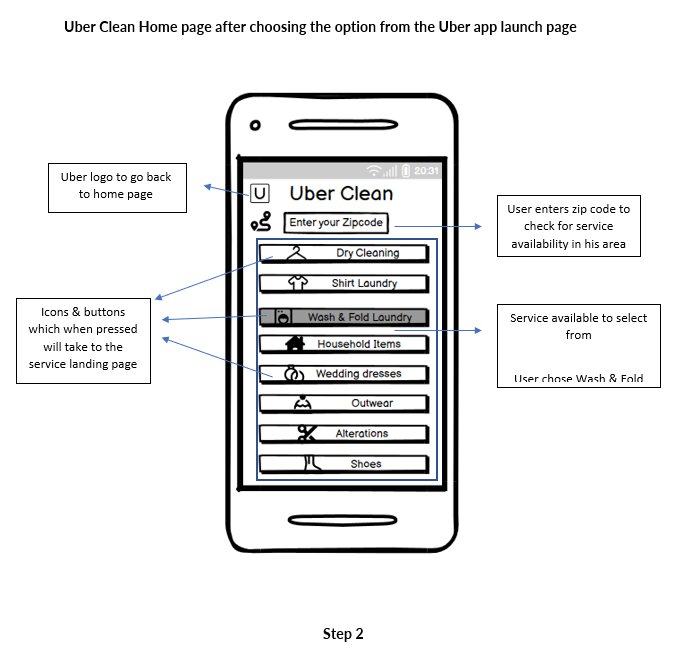 Uber Clean Home page after choosing the option from the Uber app launch page
20:31
U
Uber Clean
Uber logo to go back
to home page
Enter your Zipcode
User enters zip code to
check for service
availability in his area
Dry Cleaning
Shirt Laundry
Wash & Fold Laundry
Household Items
Wedding dresses
Outwear
Alterations
Shoes
Icons & buttons
which when pressed
will take to the
service landing page
Service available to select
from
User chose Wash & Fold
Step 2